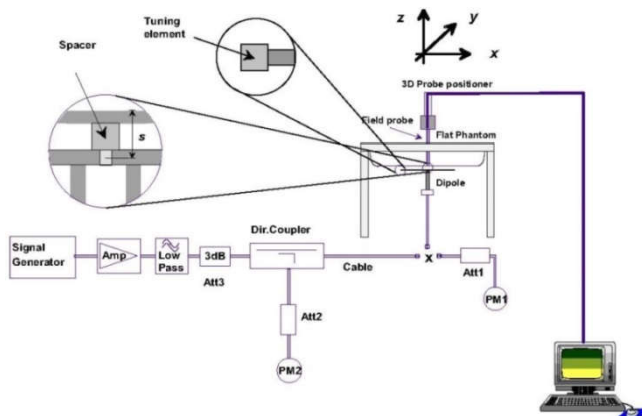 Tuning
element
Spacer
s
z
y
x
3D Probe positioner
Field probe
Flat Phantom
Dipole
Dir.Coupler
Signal
Generator
Amp
Low
Pass
3dB
Att3
Cable
x
Att1
PM1
Att2
PM2